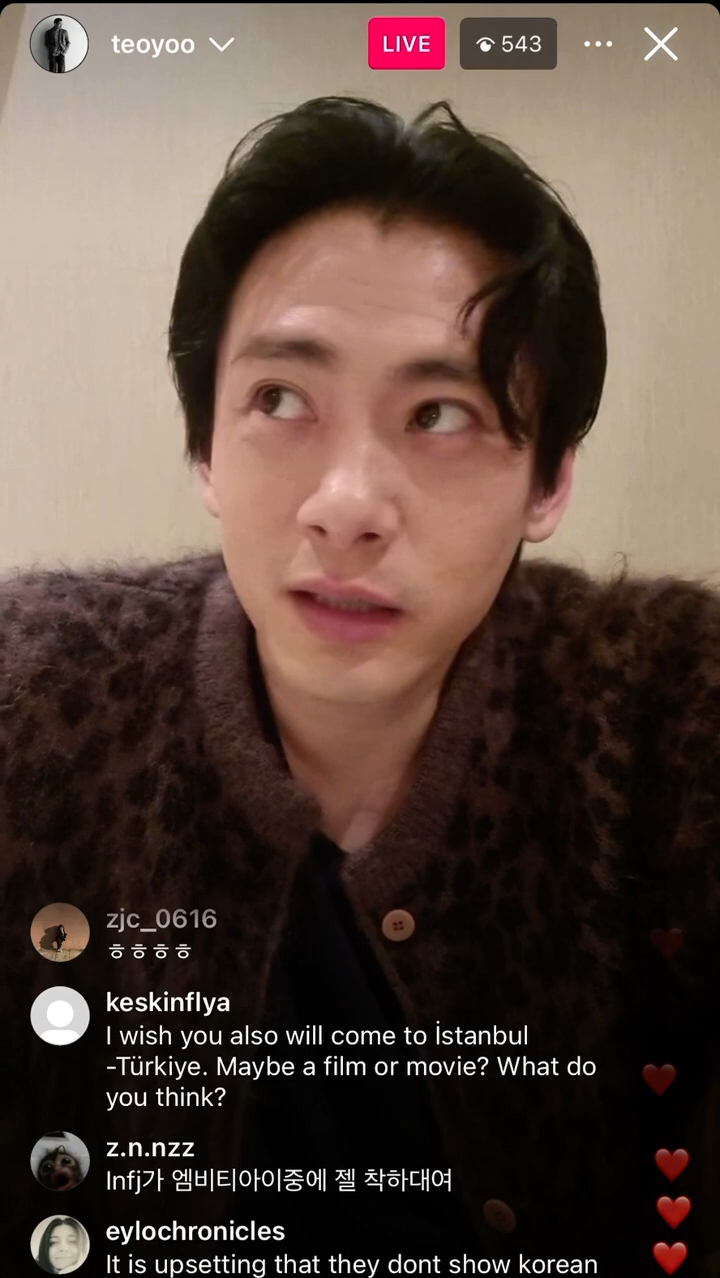 teoyoo
LIVE
543
zjc_0616
ㅎㅎㅎㅎ
keskinflya
I wish you also will come to İstanbul
-Türkiye. Maybe a film or movie? What do
you think?
z.n.nzz
Infj가 엠비티아이중에 젤 착하대여
eylochronicles
It is upsetting that they dont show korean